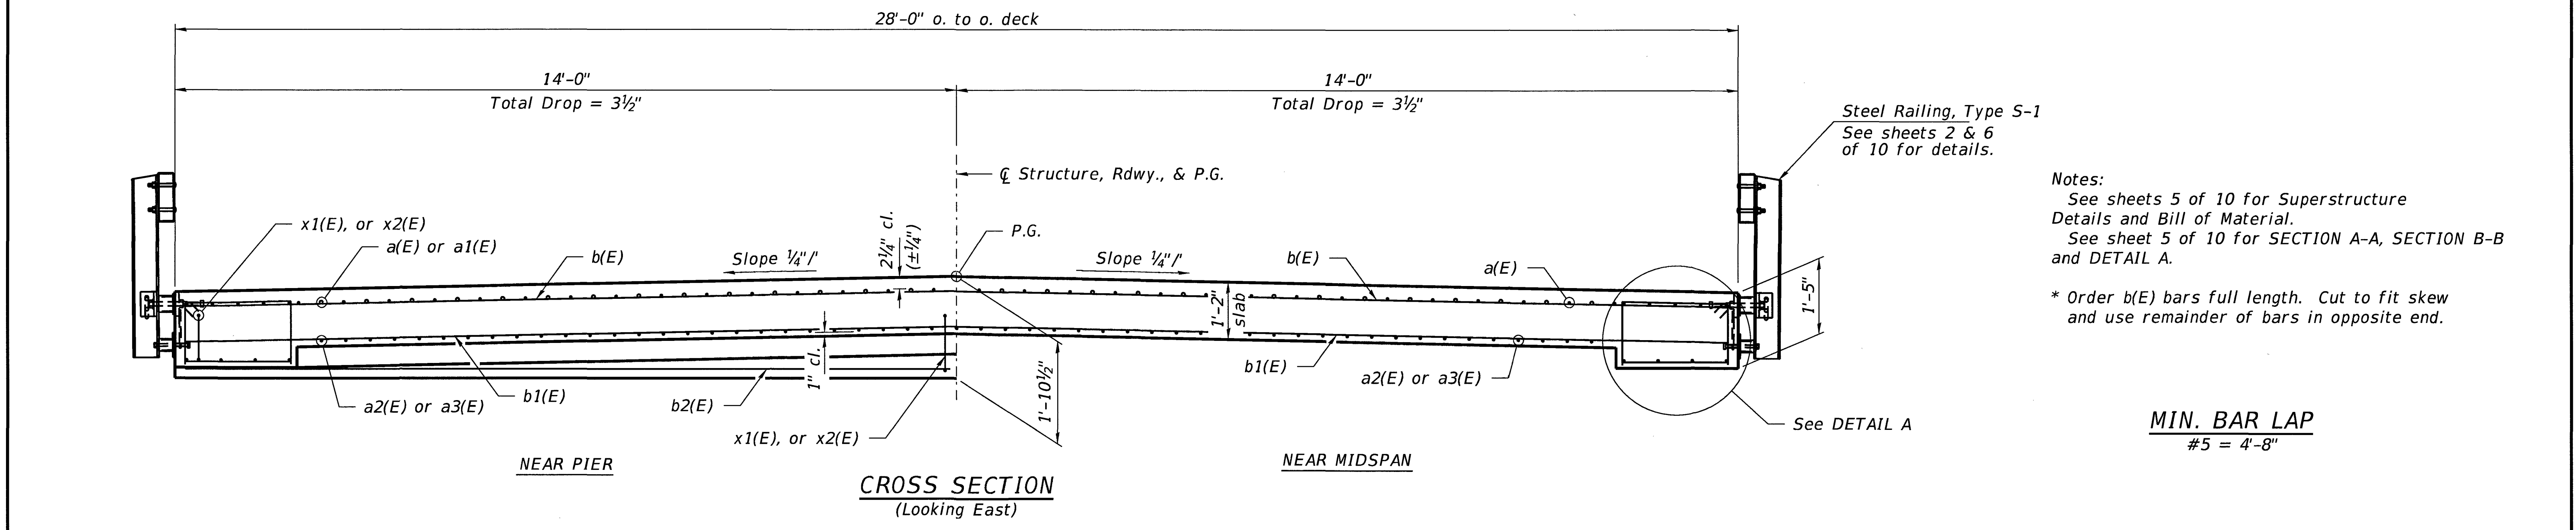 28'-0" o. to o. deck
14'-0"
Total Drop = 3½"
14'-0"
Total Drop = 3½"
Steel Railing, Type S-1
See sheets 2 & 6
of 10 for details.
℄ Structure, Rdwy., & P.G.
x1(E), or x2(E)
a(E) or a1(E)
b(E)
Slope ¼"/'
2¼" cl.
(±¼")
P.G.
Slope ¼"/'
b(E)
a(E)
1'-2"
slab
1'-5"
1" cl.
1'-10½"
a2(E) or a3(E)
b1(E)
b2(E)
x1(E), or x2(E)
b1(E)
a2(E) or a3(E)
See DETAIL A
NEAR PIER
NEAR MIDSPAN
CROSS SECTION
(Looking East)
Notes:
See sheets 5 of 10 for Superstructure
Details and Bill of Material.
See sheet 5 of 10 for SECTION A-A, SECTION B-B
and DETAIL A.
* Order b(E) bars full length. Cut to fit skew
and use remainder of bars in opposite end.
MIN. BAR LAP
#5 = 4'-8"